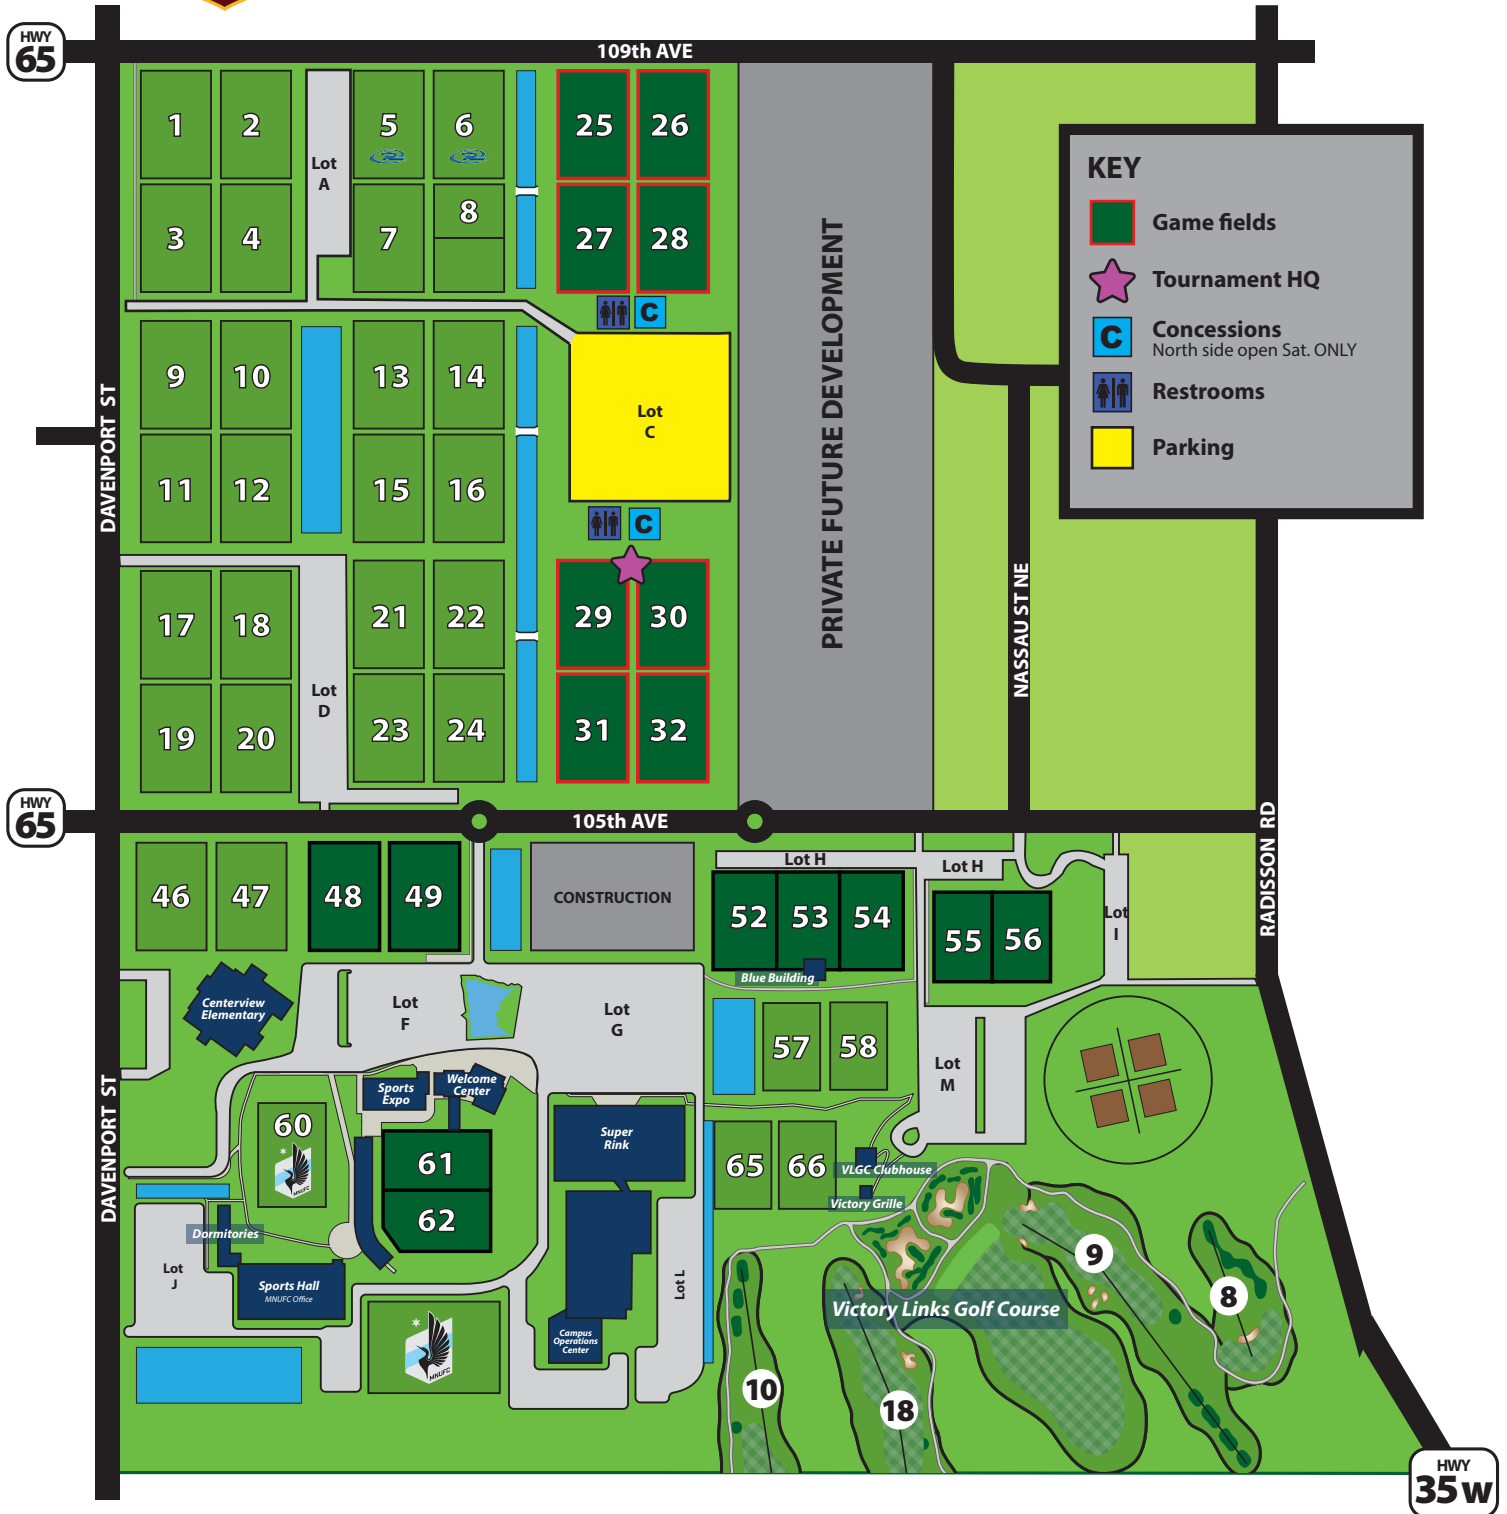 HWY
65
109th AVE
1
2
Lot
A
5
6
25
26
3
4
7
8
27
28
KEY
Game fields
Tournament HQ
C
Concessions
North side open Sat. ONLY
Restrooms
Parking
C
9
10
13
14
Lot
C
PRIVATE FUTURE DEVELOPMENT
DAVENPORT ST
11
12
15
16
C
17
18
21
22
29
30
NASSAU ST NE
Lot
D
19
20
23
24
31
32
HWY
65
105th AVE
RADISSON RD
46
47
48
49
CONSTRUCTION
Lot H
Lot H
52
53
54
55
56
Lot
I
Blue Building
Centerview
Elementary
Lot
F
Lot
G
57
58
Lot
M
DAVENPORT ST
Sports
Expo
Welcome
Center
60
MNUFC
61
62
Super
Rink
65
66
VLGC Clubhouse
Victory Grille
Dormitories
Lot
J
Sports Hall
MNUFC Office
Lot L
9
8
Victory Links Golf Course
MNUFC
Campus
Operations
Center
10
18
HWY
35W